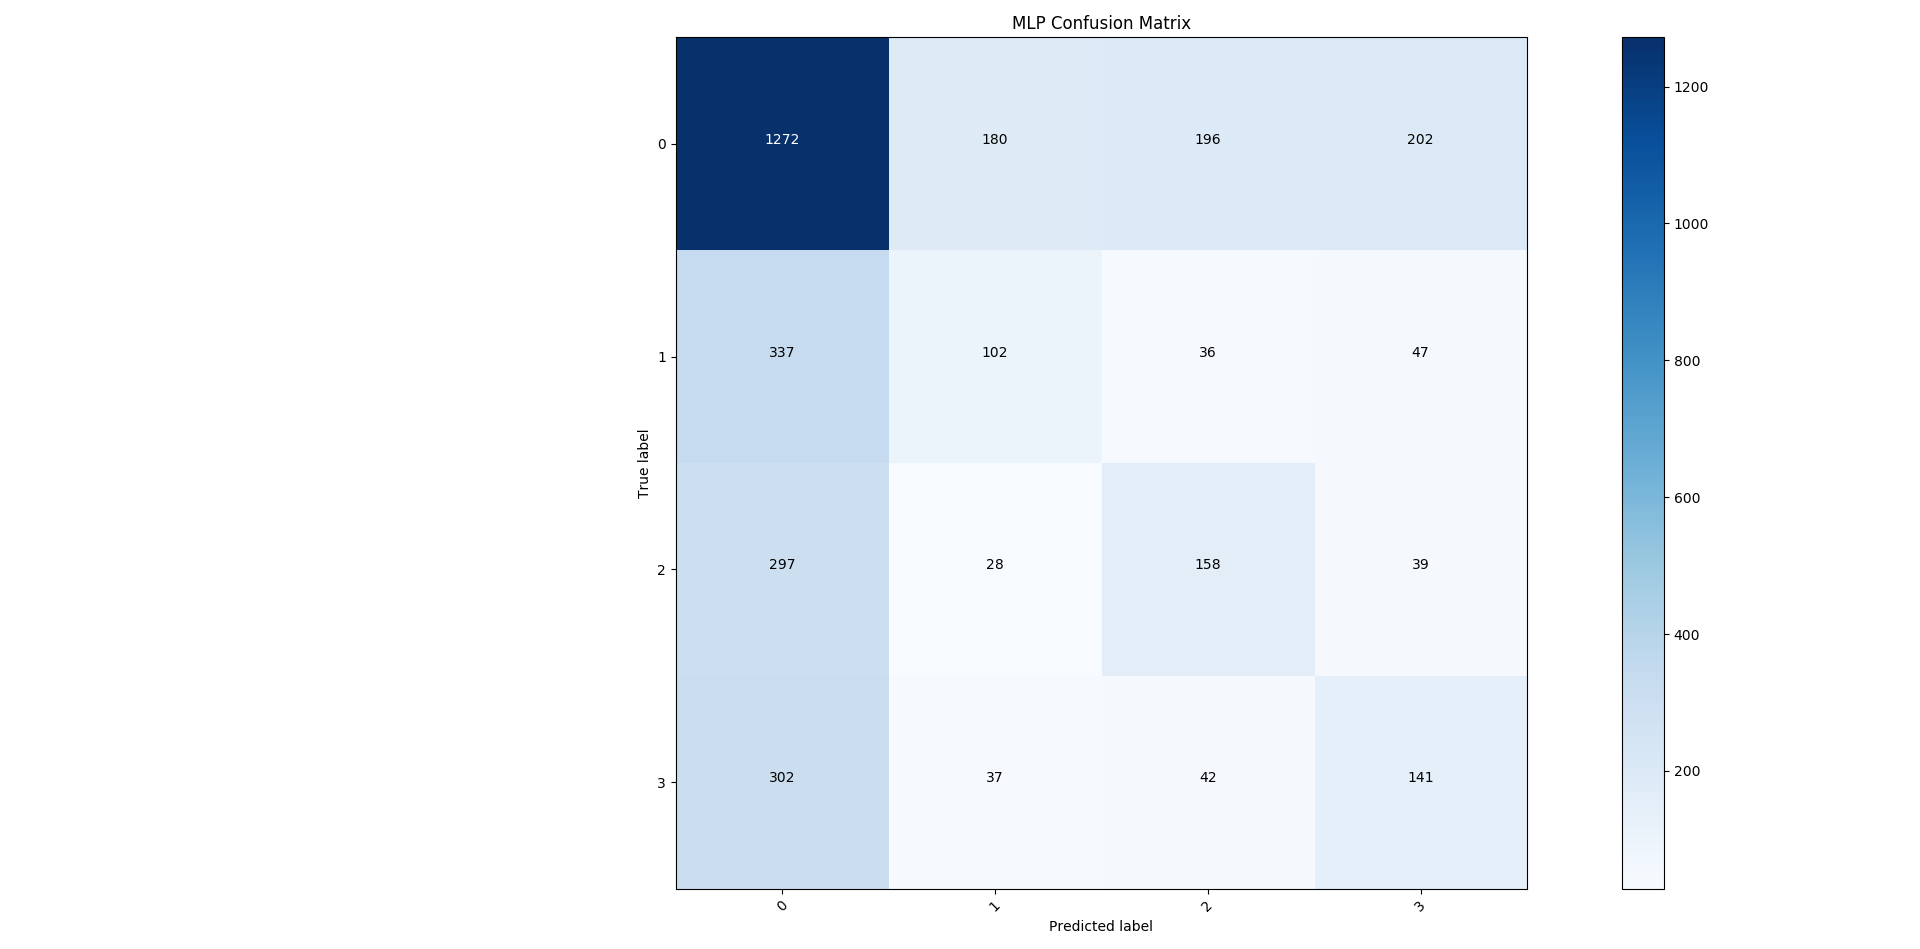 MLP Confusion Matrix
0 1272 180 196 202
1 337 102 36 47
2 297 28 158 39
3 302 37 42 141
0 1 2 3
Predicted label
True label
1200
1000
800
600
400
200